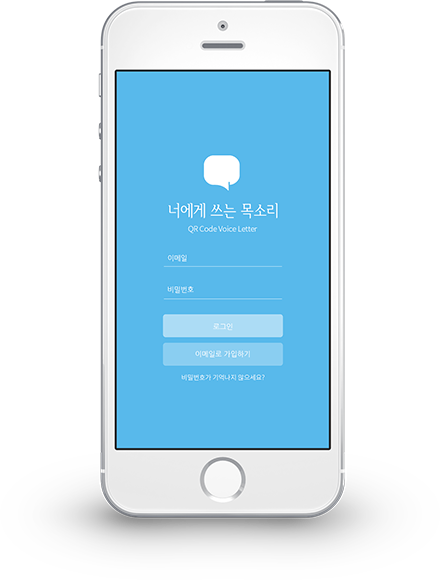 너에게 쓰는 목소리
QR Code Voice Letter
이메일
비밀번호
로그인
이메일로 가입하기
비밀번호가 기억나지 않으세요?